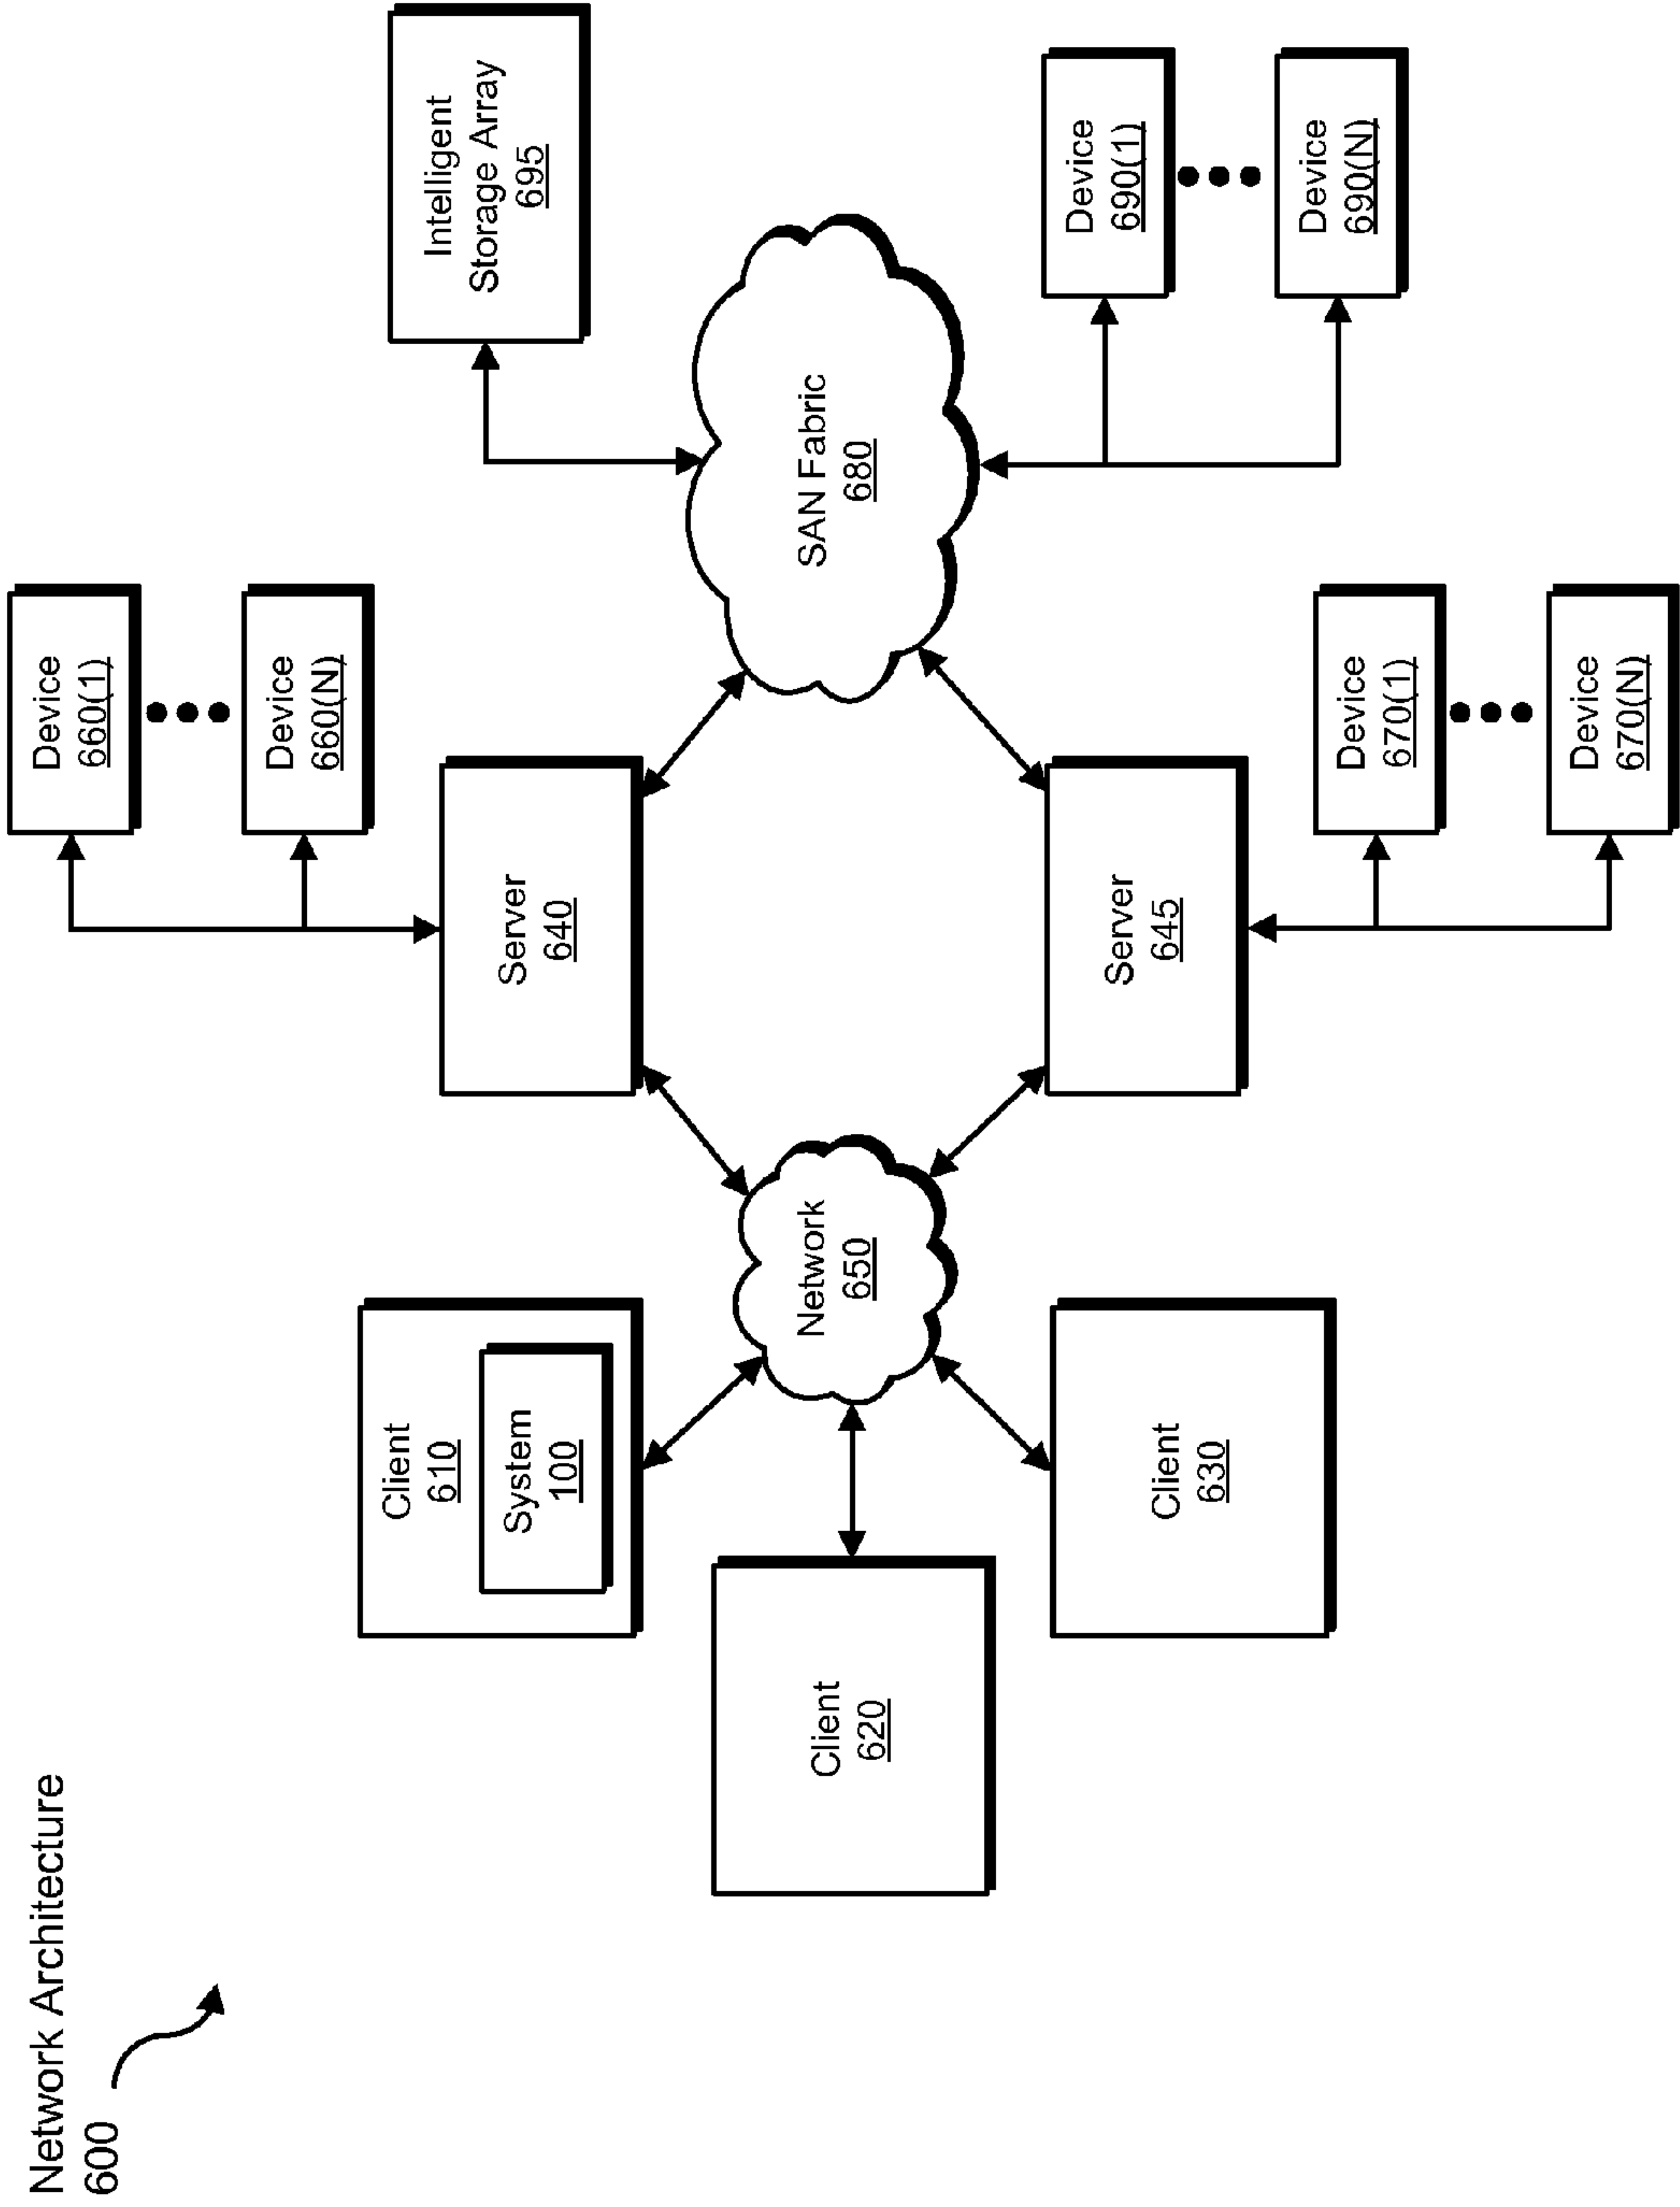 Network Architecture
600
Device
660(1)
Device
660(N)
Intelligent
Storage Array
695
Client
610
System
100
Server
640
Client
620
Network
650
SAN Fabric
680
Client
630
Server
645
Device
690(1)
Device
690(N)
Device
670(1)
Device
670(N)